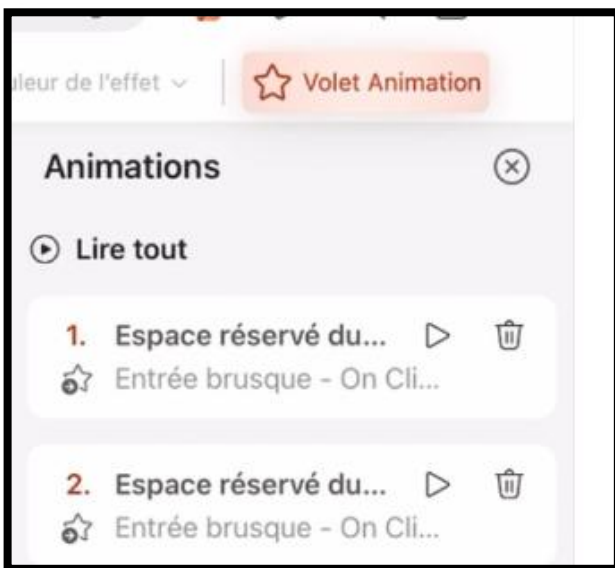 de l'effet
Volet Animation
Animations
Lire tout
1. Espace réservé du...
Entrée brusque - On Cli...
2. Espace réservé du...
Entrée brusque - On Cli...